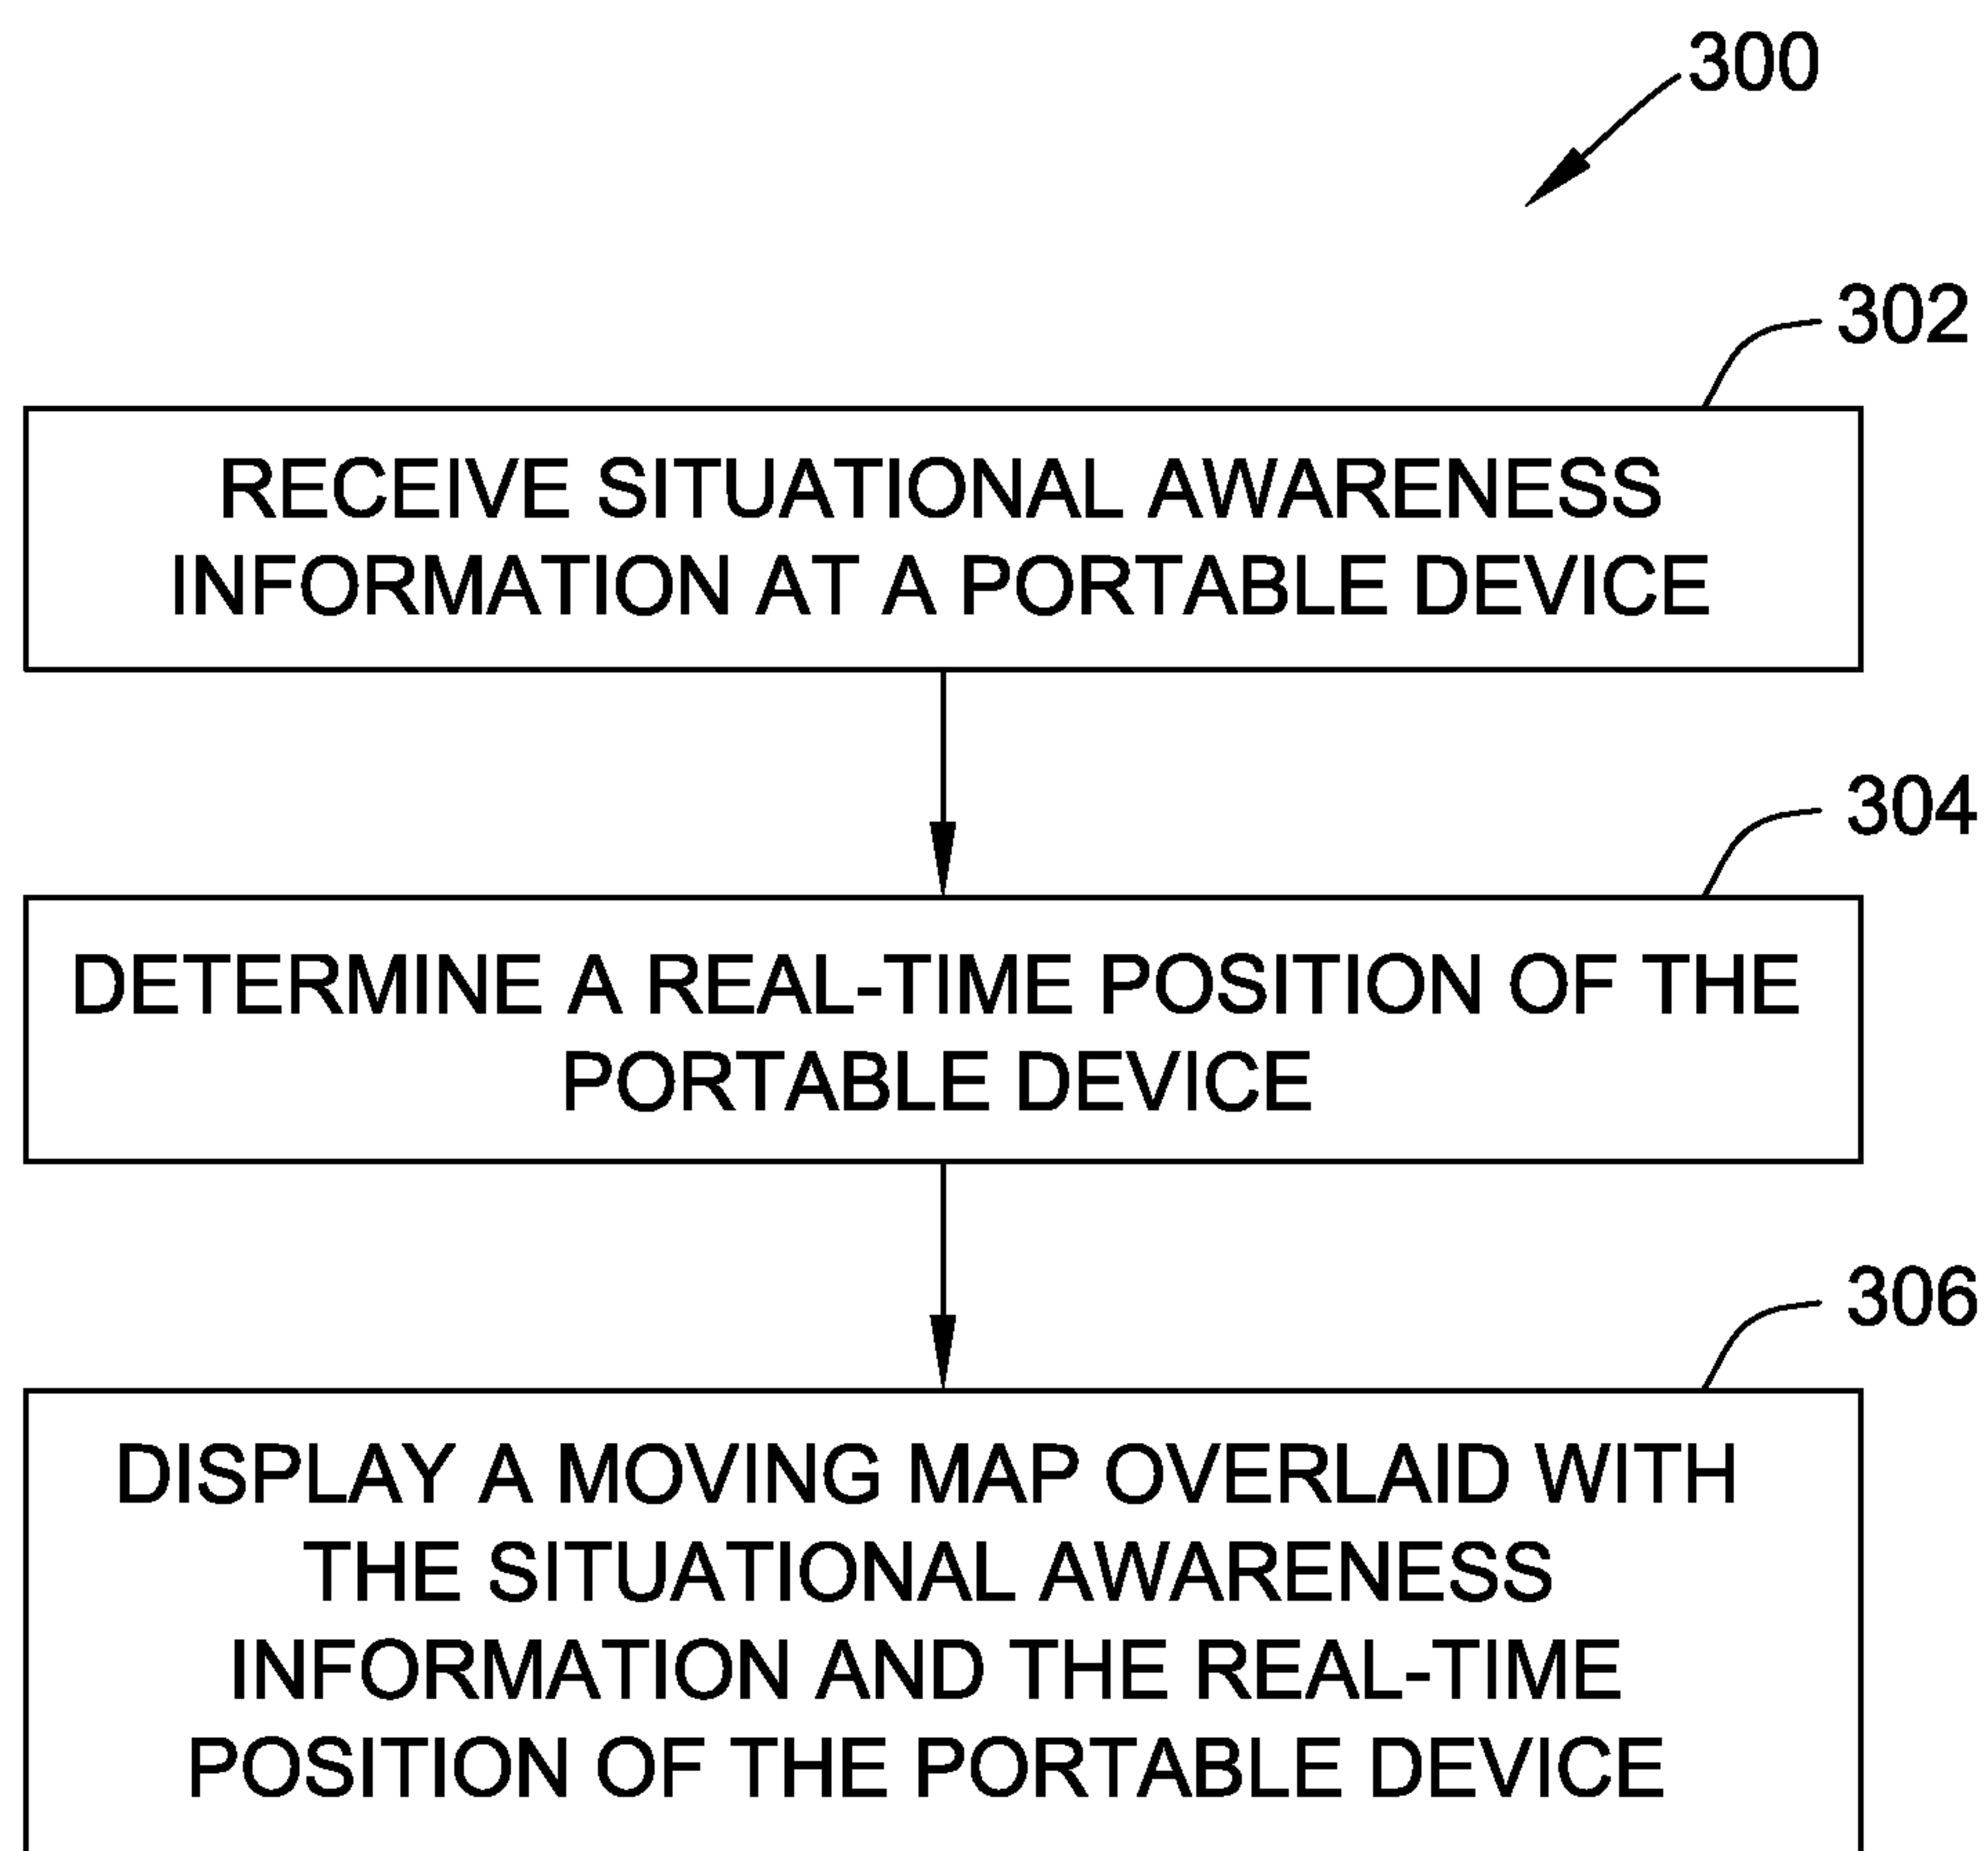 300
302
RECEIVE SITUATIONAL AWARENESS
INFORMATION AT A PORTABLE DEVICE
304
DETERMINE A REAL-TIME POSITION OF THE
PORTABLE DEVICE
306
DISPLAY A MOVING MAP OVERLAID WITH
THE SITUATIONAL AWARENESS
INFORMATION AND THE REAL-TIME
POSITION OF THE PORTABLE DEVICE